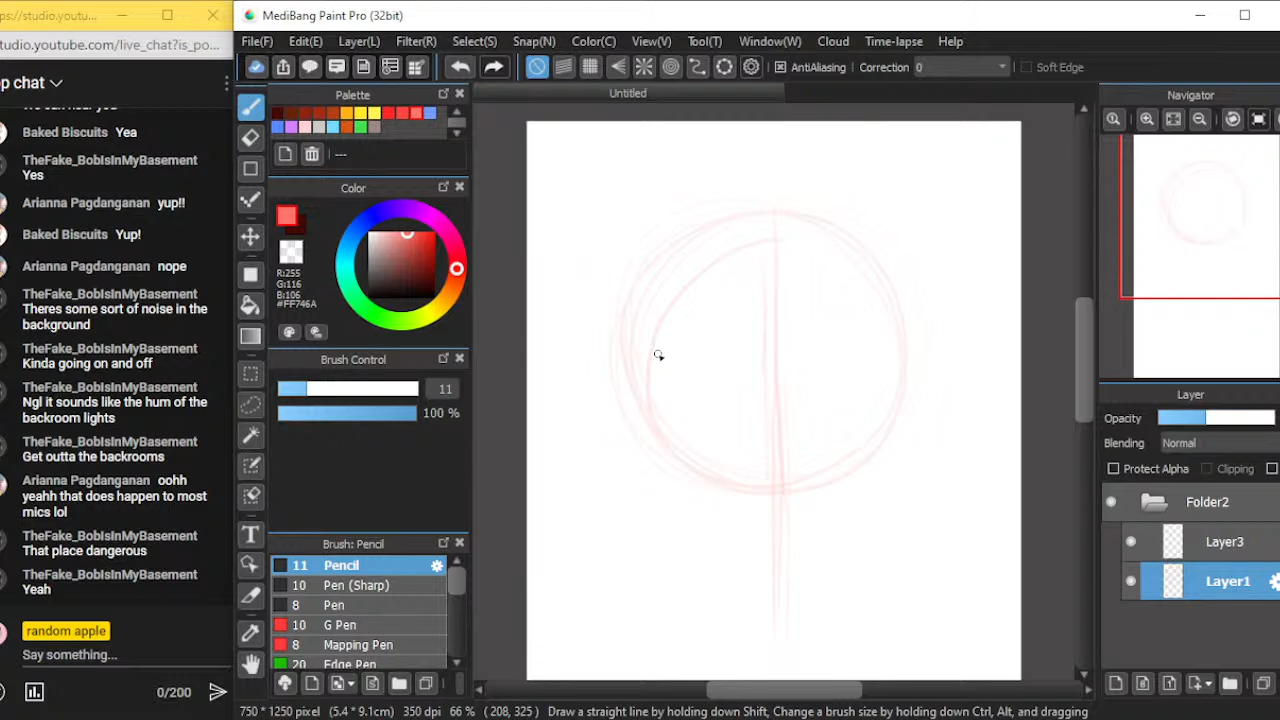 ps://studio.youtu...
tudio.youtube.com/live_chat?is_po...
op chat
Baked Biscuits Yea
TheFake_BobIsInMyBasement
Yes
Arianna Pagdanganan yup!!
Baked Biscuits Yup!
Arianna Pagdanganan nope
TheFake_BobIsInMyBasement
Theres some sort of noise in the
background
TheFake_BobIsInMyBasement
Kinda going on and off
TheFake_BobIsInMyBasement
Ngl it sounds like the hum of the
backroom lights
TheFake_BobIsInMyBasement
Get outta the backrooms
Arianna Pagdanganan oohh
yeahh that does happen to most
mics lol
TheFake_BobIsInMyBasement
That place dangerous
TheFake_BobIsInMyBasement
Yeah
random apple
Say something...
0/200
MediBang Paint Pro (32bit)
File(F) Edit(E) Layer(L) Filter(R) Select(S) Snap(N) Color(C) View(V) Tool(T) Window(W) Cloud Time-lapse Help
AntiAliasing Correction 0 Soft Edge
Palette
---
Color
R:255
G:116
B:106
#FF746A
Brush Control
11
100 %
Brush: Pencil
11 Pencil
10 Pen (Sharp)
8 Pen
10 G Pen
8 Mapping Pen
20 Edge Pen
Untitled
Navigator
Layer
Opacity
Blending Normal
Protect Alpha Clipping
Folder2
Layer3
Layer1
750 * 1250 pixel (5.4 * 9.1cm) 350 dpi 66 % ( 208, 325 ) Draw a straight line by holding down Shift, Change a brush size by holding down Ctrl, Alt, and dragging